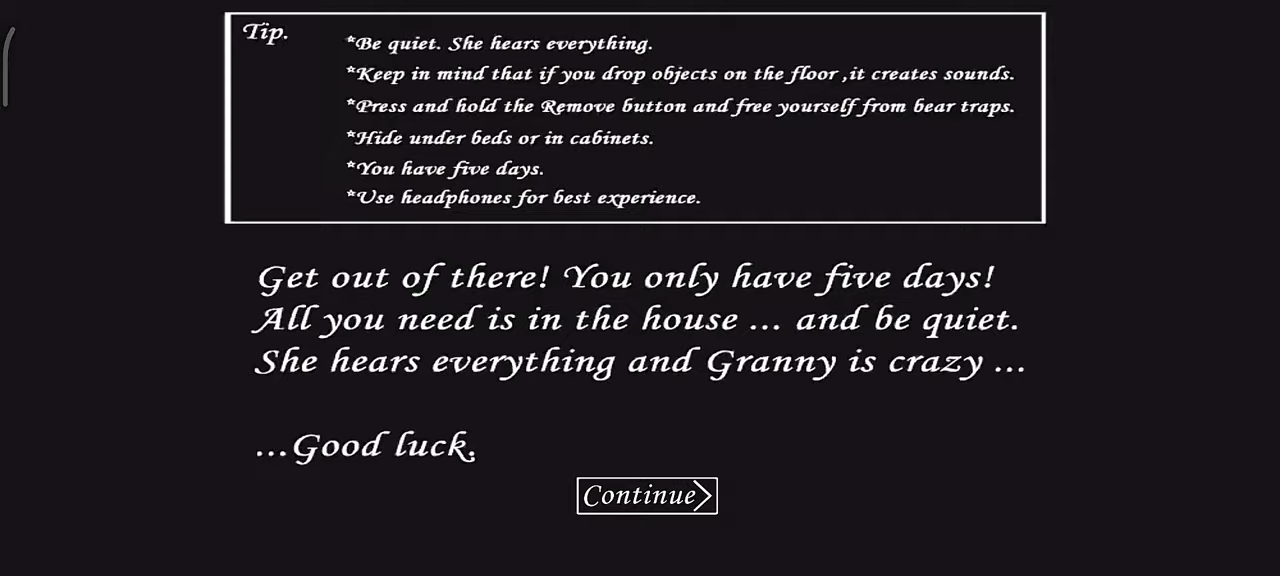 Tip.
*Be quiet. She hears everything.
*Keep in mind that if you drop objects on the floor ,it creates sounds.
*Press and hold the Remove button and free yourself from bear traps.
*Hide under beds or in cabinets.
*You have five days.
*Use headphones for best experience.
Get out of there! You only have five days!
All you need is in the house ... and be quiet.
She hears everything and Granny is crazy ...
...Good luck.
Continue>